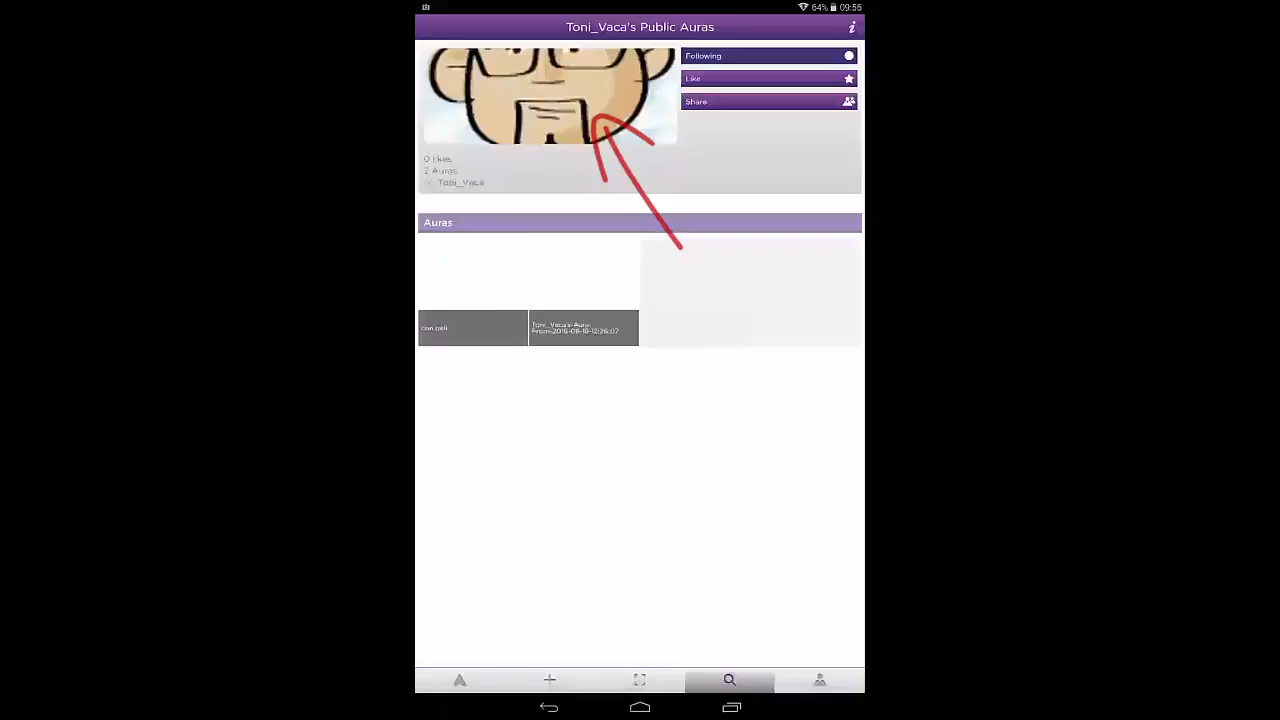 64% 09:55
Toni_Vaca's Public Auras
Following
Like
Share
0 likes
2 Auras
Toni_Vaca
Auras
Toni_Vaca's Aura
From 2016-09-19-12:26:07